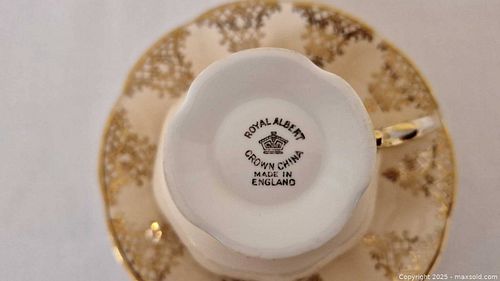 ROYAL ALBERT
CROWN CHINA
MADE IN
ENGLAND
Copyright © 2025 - maxsold.com